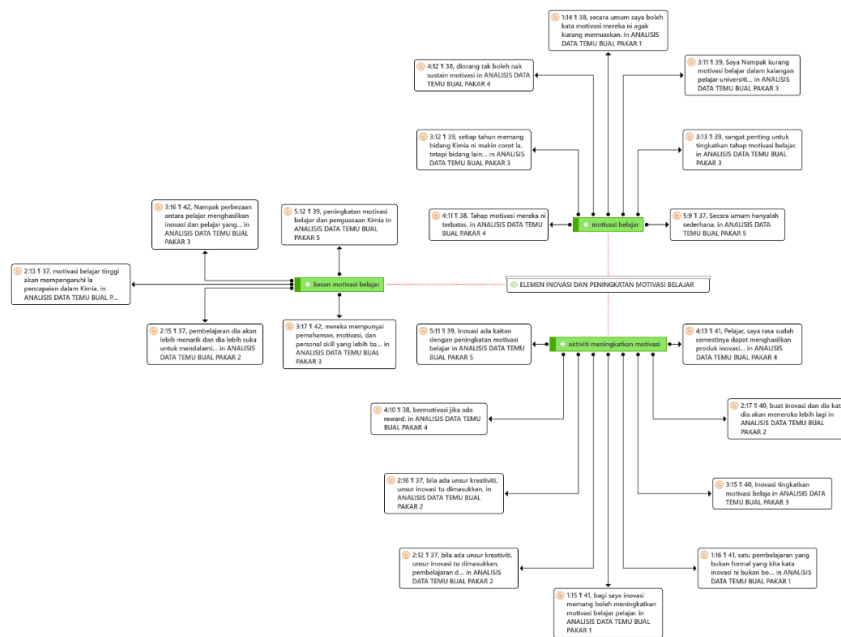 1:14 ¶ 38, secara umum saya boleh
kata motivasi mereka ni agak
kurang memuaskan. in ANALISIS
DATA TEMU BUAL PAKAR 1
4:12 ¶ 38, diorang tak boleh nak
sustain motivasi in ANALISIS DATA
TEMU BUAL PAKAR 4
3:11 ¶ 39, Saya Nampak kurang
motivasi belajar dalam kalangan
pelajar universiti... in ANALISIS
DATA TEMU BUAL PAKAR 3
3:12 ¶ 39, setiap tahun memang
bidang Kimia ni makin corot la,
tetapi bidang lain... in ANALISIS
DATA TEMU BUAL PAKAR 3
3:13 ¶ 39, sangat penting untuk
tingkatkan tahap motivasi belajar.
in ANALISIS DATA TEMU BUAL
PAKAR 3
3:16 ¶ 42, Nampak perbezaan
antara pelajar menghasilkan
inovasi dan pelajar yang... in
ANALISIS DATA TEMU BUAL
PAKAR 3
5:12 ¶ 39, peningkatan motivasi
belajar dan penguasaan Kimia in
ANALISIS DATA TEMU BUAL
PAKAR 5
4:11 ¶ 38, Tahap motivasi mereka ni
terbatas. in ANALISIS DATA TEMU
BUAL PAKAR 4
motivasi belajar
5:9 ¶ 37, Secara umum hanyalah
sederhana. in ANALISIS DATA
TEMU BUAL PAKAR 5
2:13 ¶ 37, motivasi belajar tinggi
akan mempengaruhi la
pencapaian dalam Kimia. in
ANALISIS DATA TEMU BUAL P...
kesan motivasi belajar
ELEMEN INOVASI DAN PENINGKATAN MOTIVASI BELAJAR
2:15 ¶ 37, pembelajaran dia akan
lebih menarik dan dia lebih suka
untuk mendalami... in ANALISIS
DATA TEMU BUAL PAKAR 2
3:17 ¶ 42, mereka mempunyai
pemahaman, motivasi, dan
personal skill yang lebih ba... in
ANALISIS DATA TEMU BUAL
PAKAR 3
5:11 ¶ 39, Inovasi ada kaitan
dengan peningkatan motivasi
belajar in ANALISIS DATA TEMU
BUAL PAKAR 5
aktiviti meningkatkan motivasi
4:13 ¶ 41, Pelajar, saya rasa sudah
semestinya dapat menghasilkan
produk inovasi... in ANALISIS
DATA TEMU BUAL PAKAR 4
4:10 ¶ 38, bermotivasi jika ada
reward. in ANALISIS DATA TEMU
BUAL PAKAR 4
2:17 ¶ 40, buat inovasi dan dia kata
dia akan meneroka lebih lagi in
ANALISIS DATA TEMU BUAL
PAKAR 2
2:16 ¶ 37, bila ada unsur kreativiti,
unsur inovasi tu dimasukkan, in
ANALISIS DATA TEMU BUAL
PAKAR 2
3:15 ¶ 40, Inovasi tingkatkan
motivasi belaja in ANALISIS DATA
TEMU BUAL PAKAR 3
2:12 ¶ 37, bila ada unsur kreativiti,
unsur inovasi tu dimasukkan,
pembelajaran d... in ANALISIS
DATA TEMU BUAL PAKAR 2
1:16 ¶ 41, satu pembelajaran yang
bukan formal yang kita kata
inovasi ni bukan bo... in ANALISIS
DATA TEMU BUAL PAKAR 1
1:15 ¶ 41, bagi saya inovasi
memang boleh meningkatkan
motivasi belajar pelajar. in
ANALISIS DATA TEMU BUAL
PAKAR 1